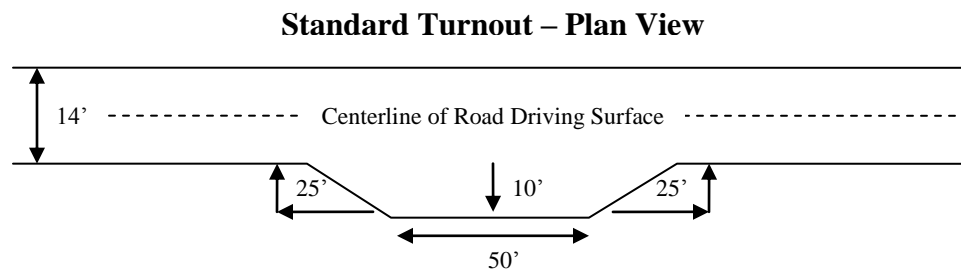 Standard Turnout – Plan View
14’
Centerline of Road Driving Surface
25’
10’
25’
50’